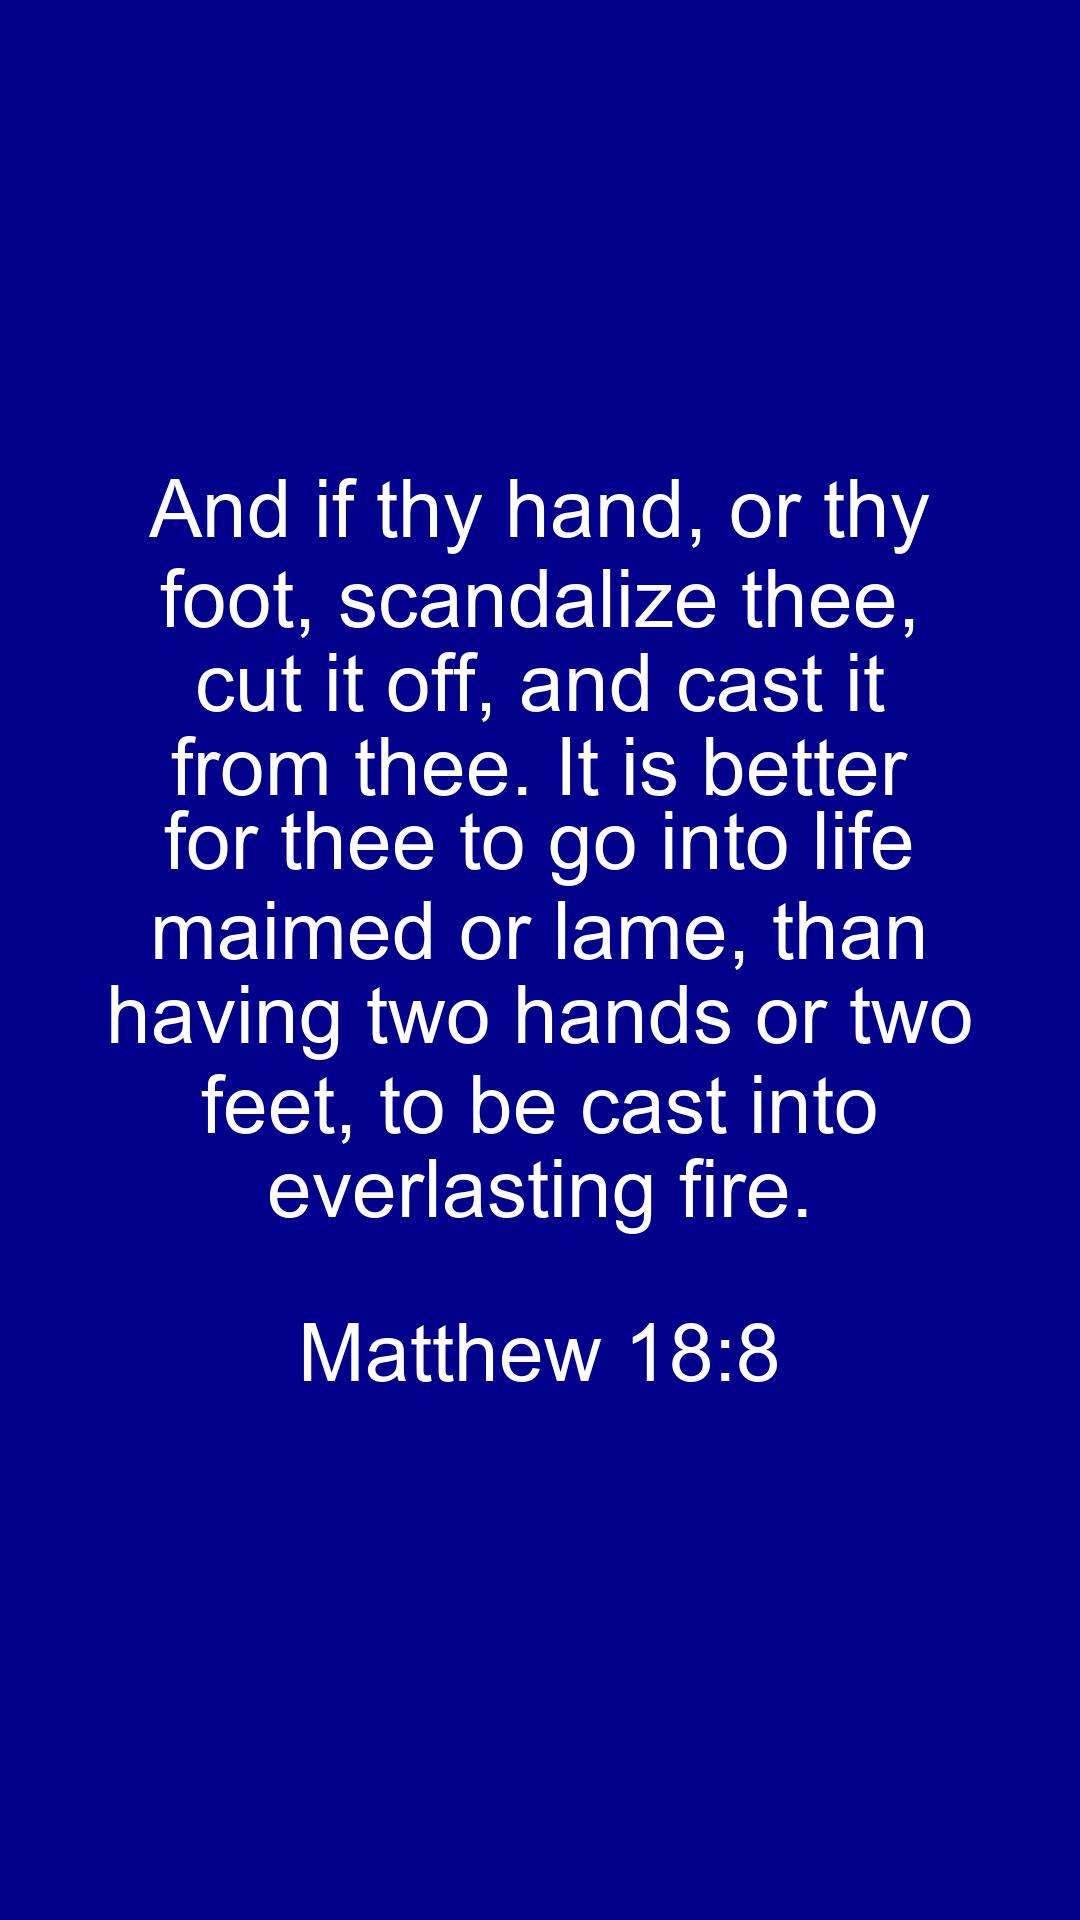 And if thy hand, or thy
foot, scandalize thee,
cut it off, and cast it
from thee. It is better
for thee to go into life
maimed or lame, than
having two hands or two
feet, to be cast into
everlasting fire.
Matthew 18:8